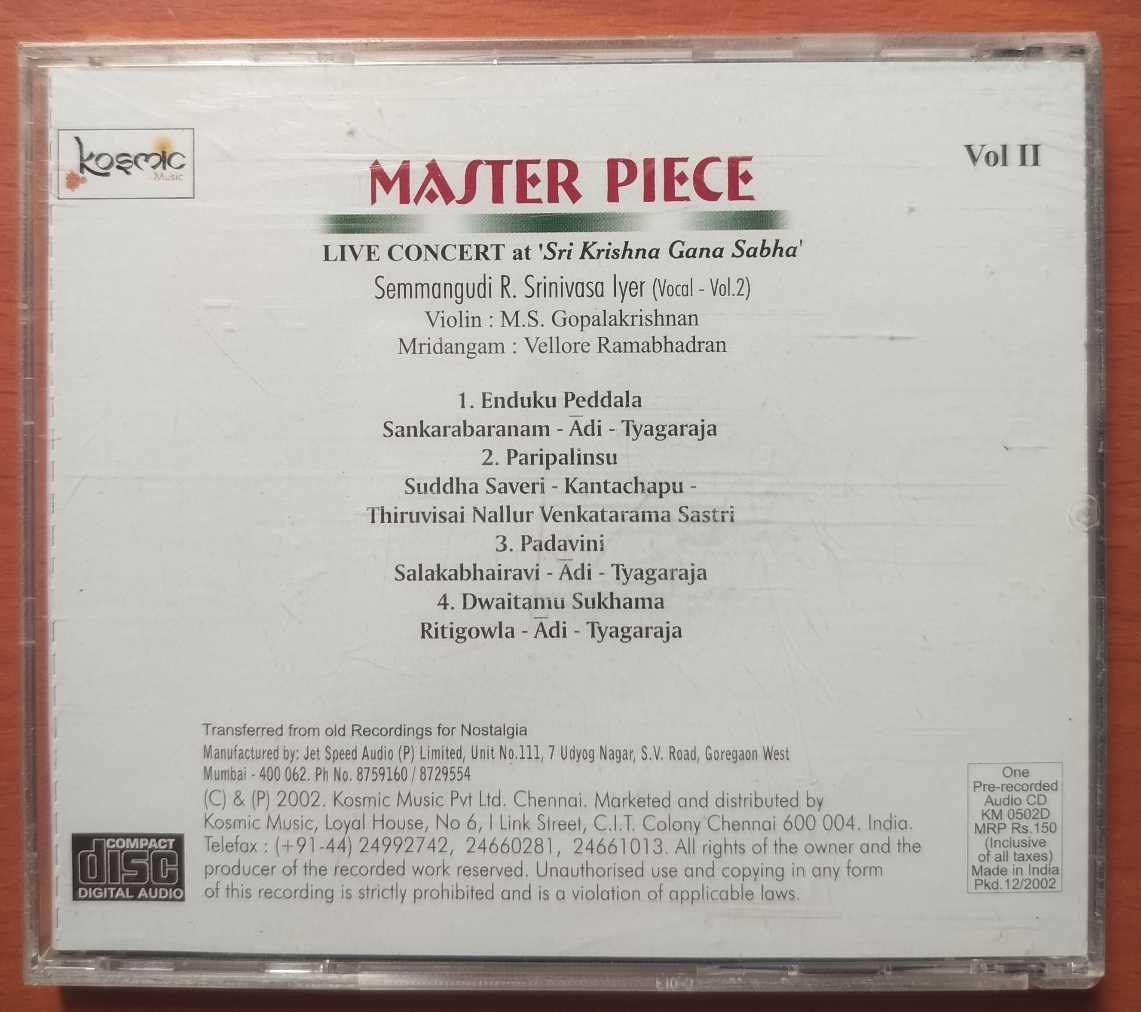 Kosmic
Music
MASTER PIECE
Vol II
LIVE CONCERT at 'Sri Krishna Gana Sabha'
Semmangudi R. Srinivasa Iyer (Vocal - Vol.2)
Violin : M.S. Gopalakrishnan
Mridangam : Vellore Ramabhadran
1. Enduku Peddala
Sankarabaranam - Ādi - Tyagaraja
2. Paripalinsu
Suddha Saveri - Kantachapu -
Thiruvisai Nallur Venkatarama Sastri
3. Padavini
Salakabhairavi - Ādi - Tyagaraja
4. Dwaitamu Sukhama
Ritigowla - Ādi - Tyagaraja
Transferred from old Recordings for Nostalgia
Manufactured by: Jet Speed Audio (P) Limited, Unit No.111, 7 Udyog Nagar, S.V. Road, Goregaon West
Mumbai - 400 062. Ph No. 8759160 / 8729554
(C) & (P) 2002. Kosmic Music Pvt Ltd. Chennai. Marketed and distributed by
Kosmic Music, Loyal House, No 6, I Link Street, C.I.T. Colony Chennai 600 004. India.
Telefax : (+91-44) 24992742, 24660281, 24661013. All rights of the owner and the
producer of the recorded work reserved. Unauthorised use and copying in any form
of this recording is strictly prohibited and is a violation of applicable laws.
COMPACT
disc
DIGITAL AUDIO
One
Pre-recorded
Audio CD
KM 0502D
MRP Rs.150
(Inclusive
of all taxes)
Made in India
Pkd.12/2002